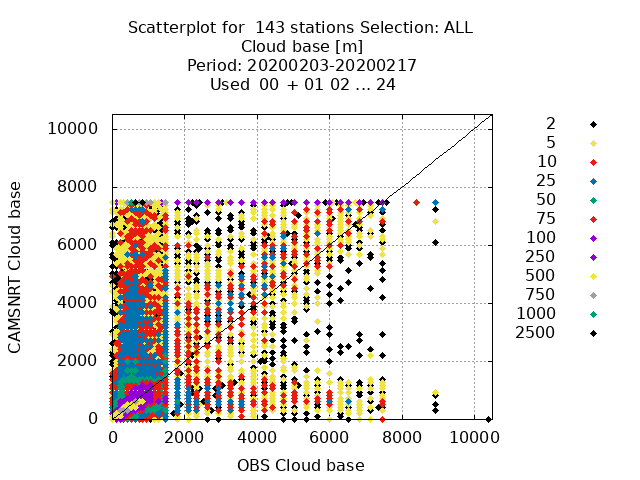 Scatterplot for  143 stations Selection: ALL
Cloud base [m]
Period: 20200203-20200217
Used  00 + 01 02 ... 24
CAMSNRT Cloud base
10000
8000
6000
4000
2000
0
0 2000 4000 6000 8000 10000
OBS Cloud base
2
5
10
25
50
75
100
250
500
750
1000
2500